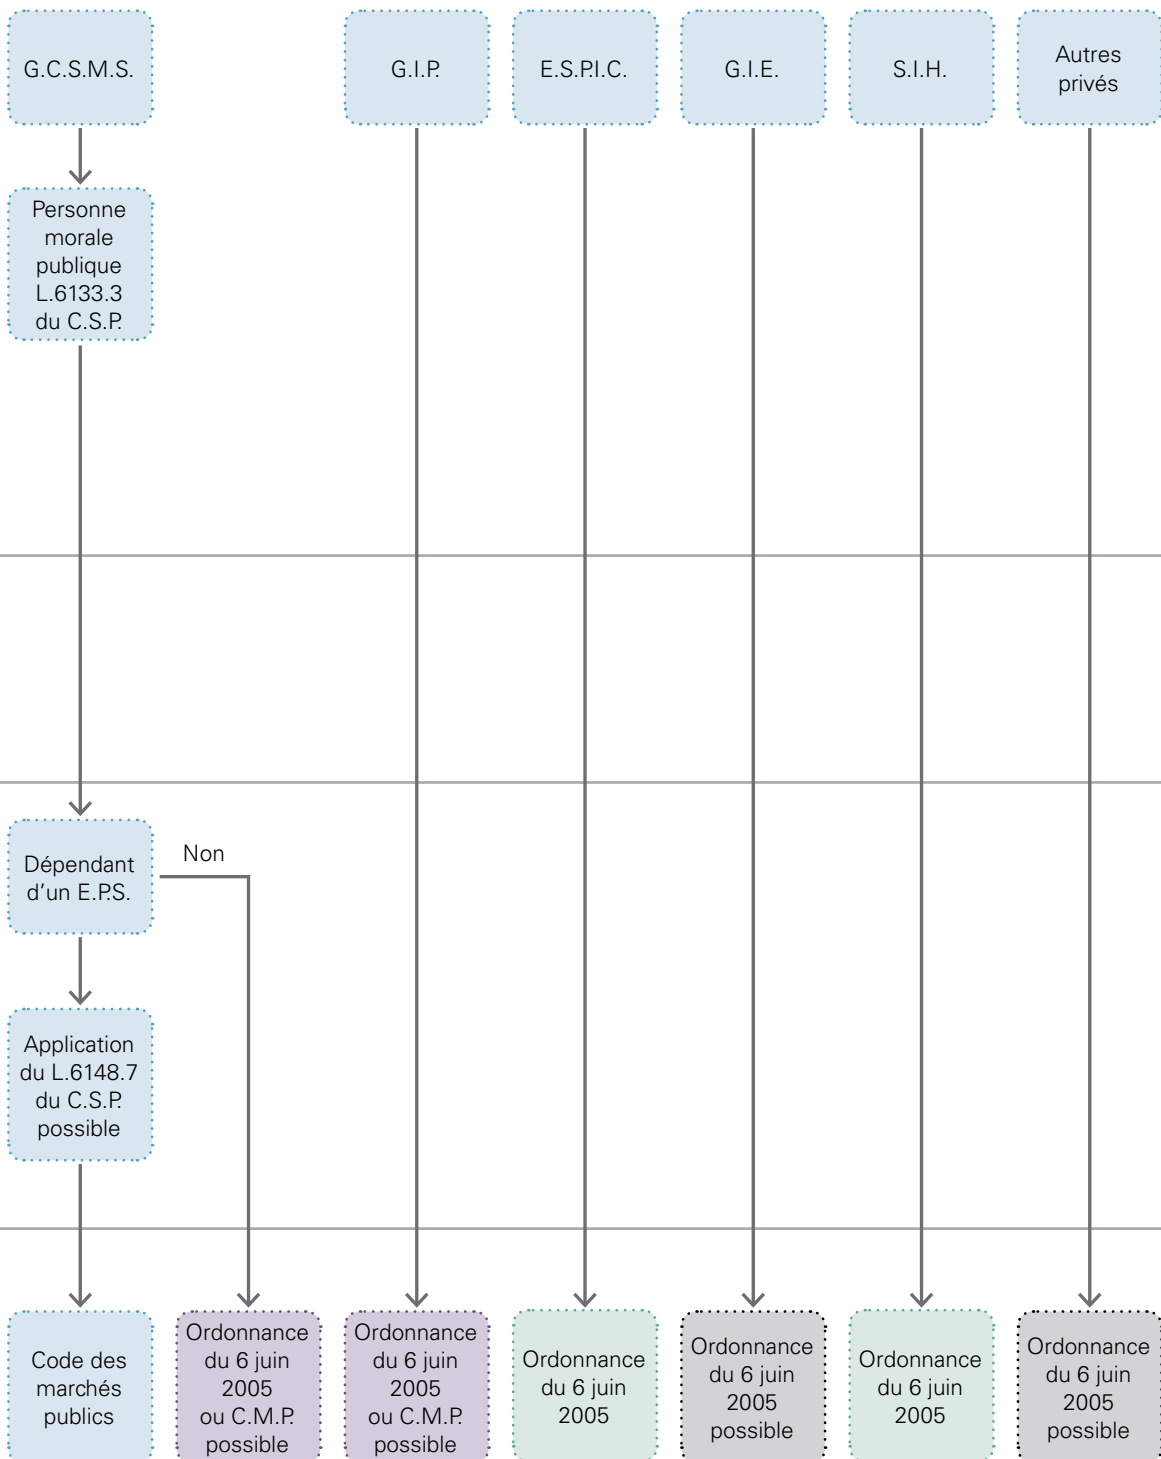 G.C.S.M.S.
G.I.P.
E.S.P.I.C.
G.I.E.
S.I.H.
Autres
privés
Personne
morale
publique
L.6133.3
du C.S.P.
Dépendant
d'un E.P.S.
Non
Application
du L.6148.7
du C.S.P.
possible
Code des
marchés
publics
Ordonnance
du 6 juin
2005
ou C.M.P.
possible
Ordonnance
du 6 juin
2005
ou C.M.P.
possible
Ordonnance
du 6 juin
2005
Ordonnance
du 6 juin
2005
possible
Ordonnance
du 6 juin
2005
Ordonnance
du 6 juin
2005
possible